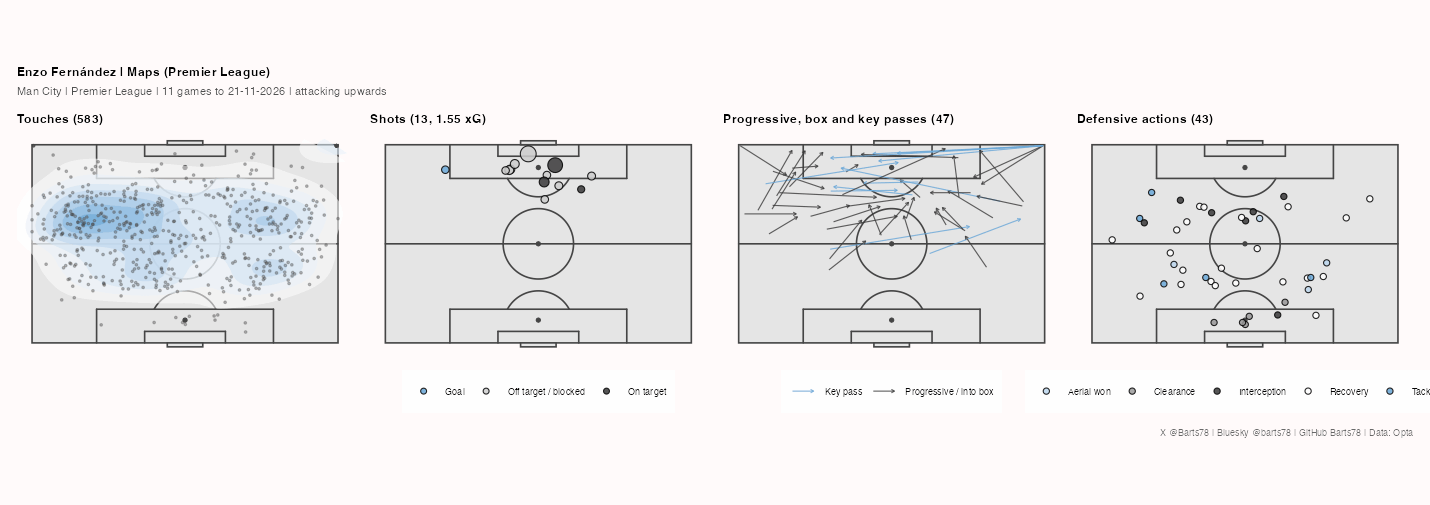 Enzo Fernández | Maps (Premier League)
Man City | Premier League | 11 games to 21-11-2026 | attacking upwards
Touches (583)
Shots (13, 1.55 xG)
Progressive, box and key passes (47)
Defensive actions (43)
Goal
Off target / blocked
On target
Key pass
Progressive / into box
Aerial won
Clearance
Interception
Recovery
Tack
X @Barts78 | Bluesky @barts78 | GitHub Barts78 | Data: Opta